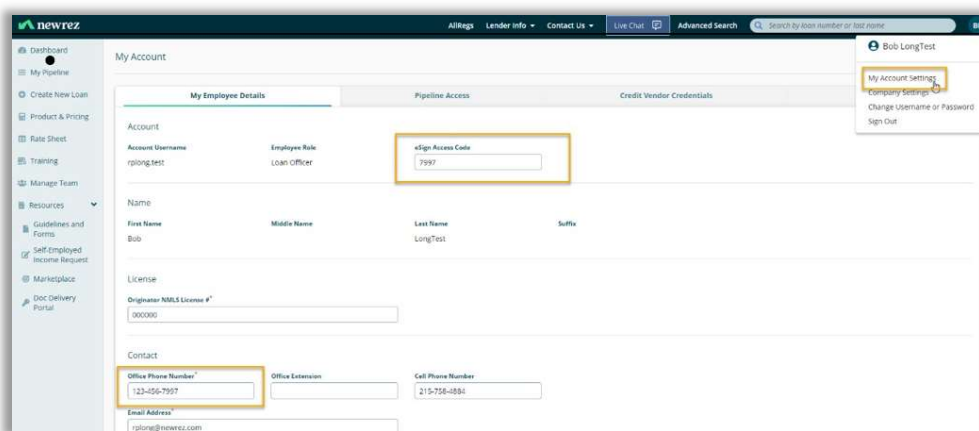 newrez
AllRegs Lender Info Contact Us Live Chat Advanced Search Search by loan number or last name
Bob LongTest
My Account Settings
Company Settings
Change Username or Password
Sign Out
Dashboard
My Pipeline
Create New Loan
Product & Pricing
Rate Sheet
Training
Manage Team
Resources
Guidelines and
Forms
Self-Employed
Income Request
Marketplace
Doc Delivery
Portal
My Account
My Employee Details Pipeline Access Credit Vendor Credentials
Account
Account Username Employee Role eSign Access Code
rplong.test Loan Officer 7997
Name
First Name Middle Name Last Name Suffix
Bob LongTest
License
Originator NMLS License #*
000000
Contact
Office Phone Number* Office Extension Cell Phone Number
123-456-7997 215-758-4884
Email Address*
rplong@newrez.com